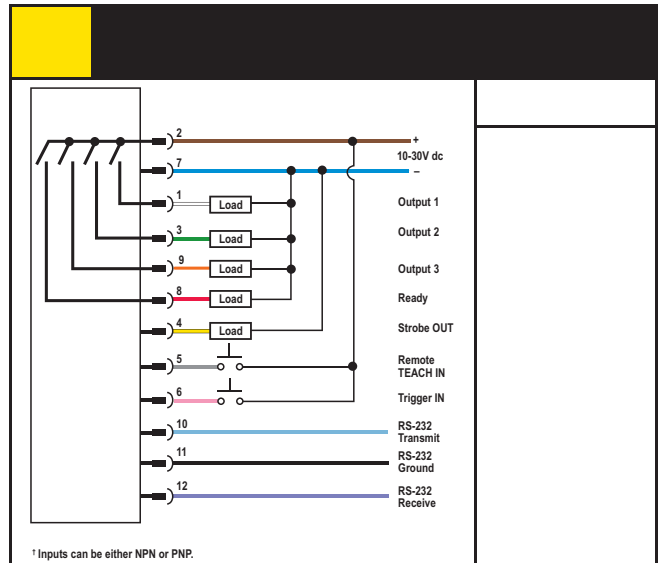 2
+
10-30V dc
7
–
1
Load
Output 1
3
Load
Output 2
9
Load
Output 3
8
Load
Ready
4
Load
Strobe OUT
5
Remote
TEACH IN
6
Trigger IN
10
RS-232
Transmit
11
RS-232
Ground
12
RS-232
Receive
† Inputs can be either NPN or PNP.